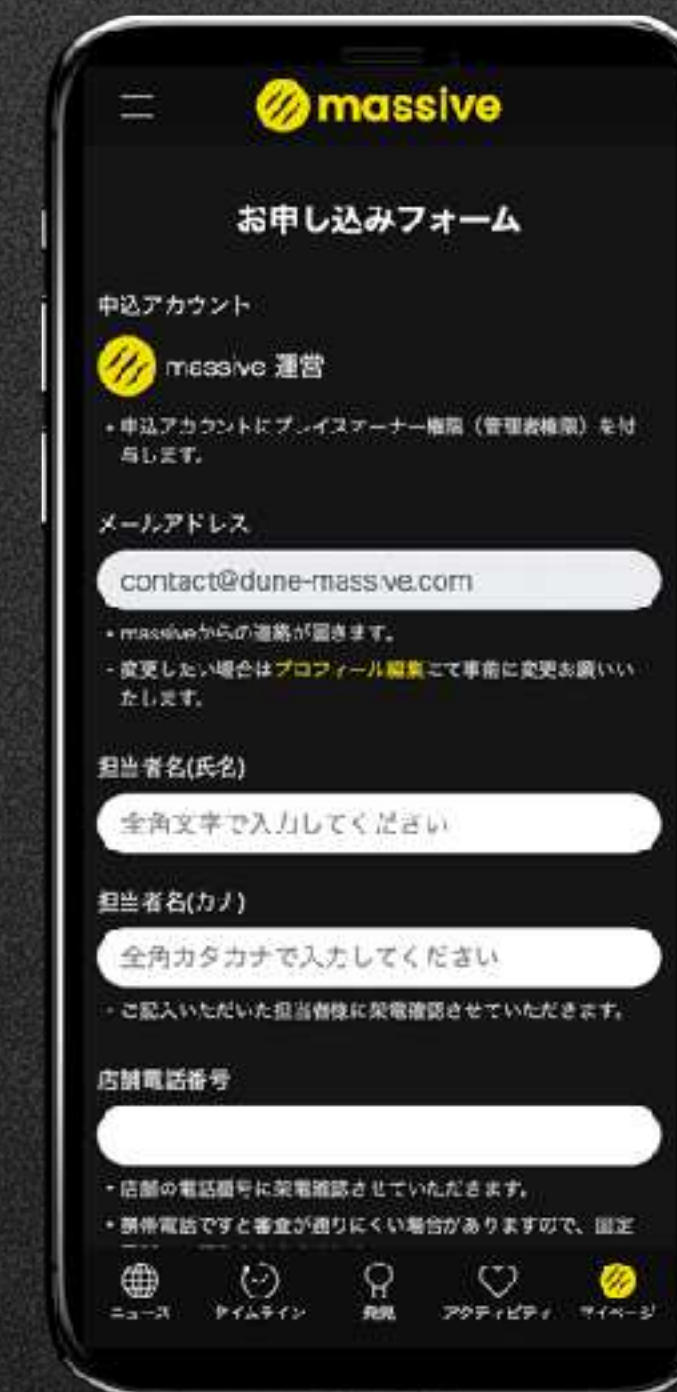 massive
お申し込みフォーム
申込アカウント
massive 運営
・申込アカウントにプレイスオーナー権限（管理者権限）を付
与します。
メールアドレス
contact@dune-massive.com
・massiveからの連絡が届きます。
・変更したい場合はプロフィール編集にて事前に変更お願いい
たします。
担当者名(氏名)
全角文字で入力してください
担当者名(カナ)
全角カタカナで入力してください
・ご記入いただいた担当者様に架電確認させていただきます。
店舗電話番号
・店舗の電話番号に架電確認させていただきます。
・携帯電話ですと審査が通りにくい場合がありますので、固定
ニュース タイムライン 発見 アクティビティ マイページ